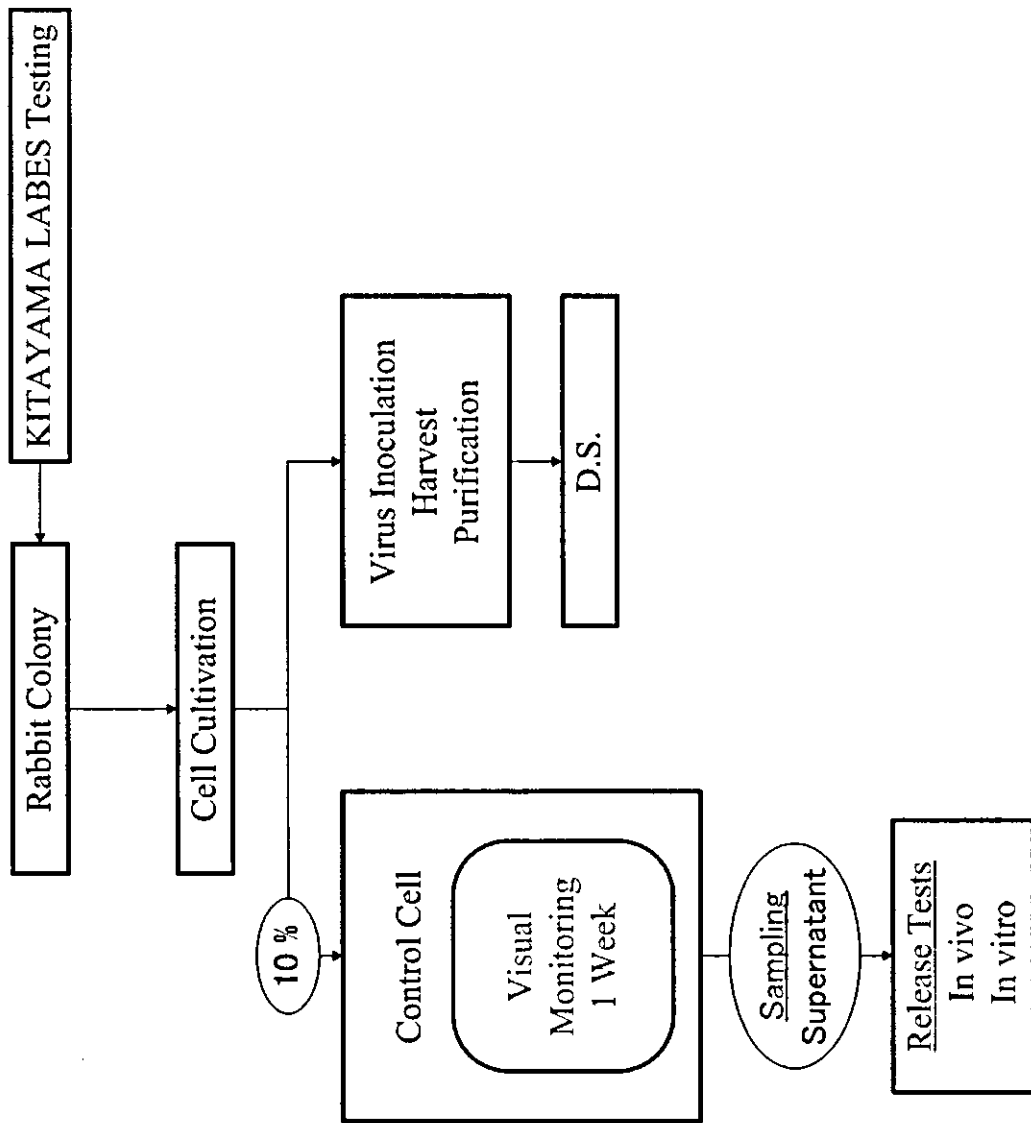 KITAYAMA LABES Testing
Rabbit Colony
Cell Cultivation
10 %
Control Cell
Visual
Monitoring
1 Week
Virus Inoculation
Harvest
Purification
D.S.
Sampling
Supernatant
Release Tests
In vivo
In vitro